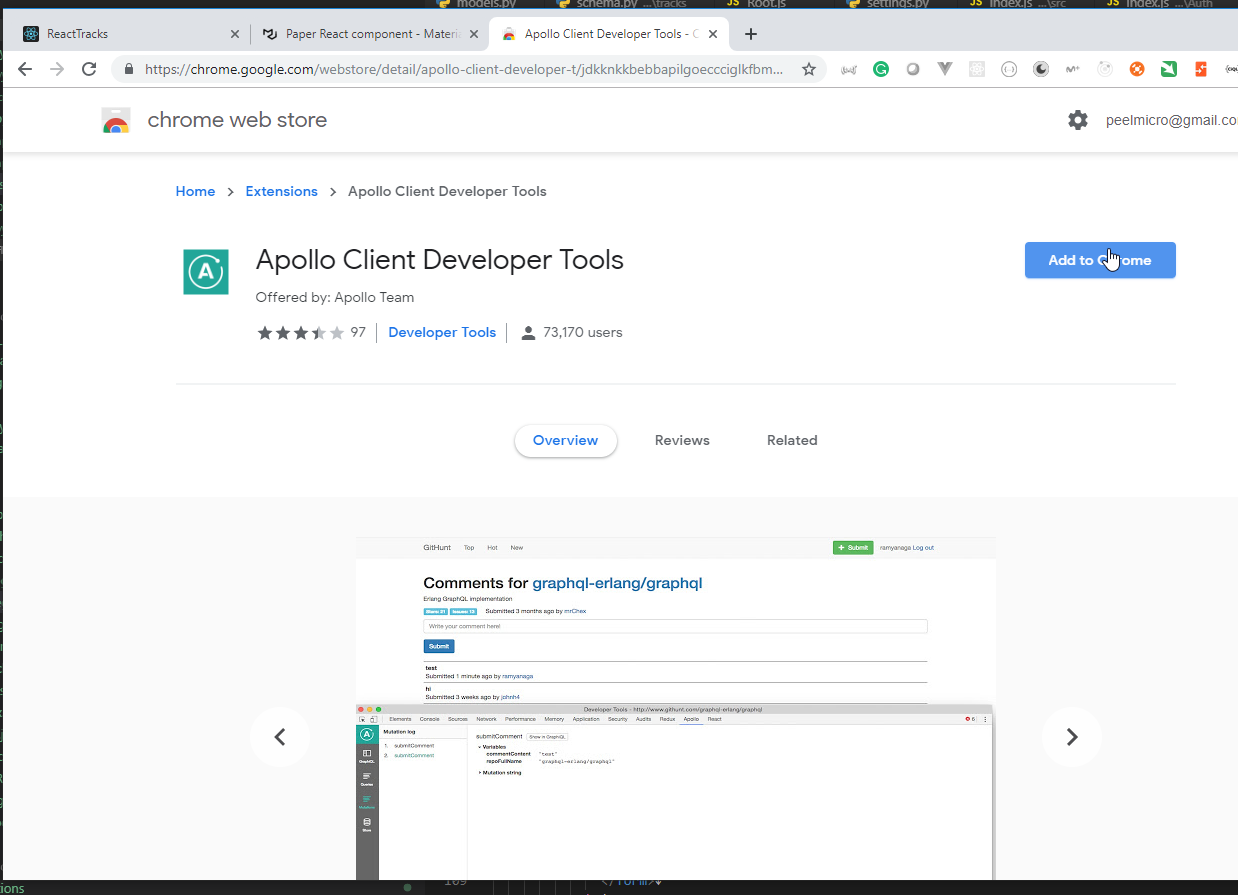 models.py schema.py ...\tracks JS Root.js settings.py JS index.js ...\src JS index.js ...\Auth
ReactTracks Paper React component - Materi Apollo Client Developer Tools - C
https://chrome.google.com/webstore/detail/apollo-client-developer-t/jdkknkkbebbapilgoeccciglkfbm...
chrome web store peelmicro@gmail.co
Home > Extensions > Apollo Client Developer Tools
Apollo Client Developer Tools
Add to Chrome
Offered by: Apollo Team
97 Developer Tools 73,170 users
Overview Reviews Related
GitHunt Top Hot New + Submit ramyanaga Log out
Comments for graphql-erlang/graphql
Erlang GraphQL implementation
Submitted 3 months ago by mrChex
Write your comment here!
Submit
test
Submitted 1 minute ago by ramyanaga
hi
Submitted 3 weeks ago by johnh4
Developer Tools - http://www.githunt.com/graphql-erlang/graphql
Elements Console Sources Network Performance Memory Application Security Audits Redux Apollo React 6
Mutation log
submitComment Show in GraphiQL
1. submitComment
Variables
commentContent "test"
2. submitComment
repoFullName "graphql-erlang/graphql"
GraphiQL
Mutation string
Queries
Mutations
Store
109 </form>
ions